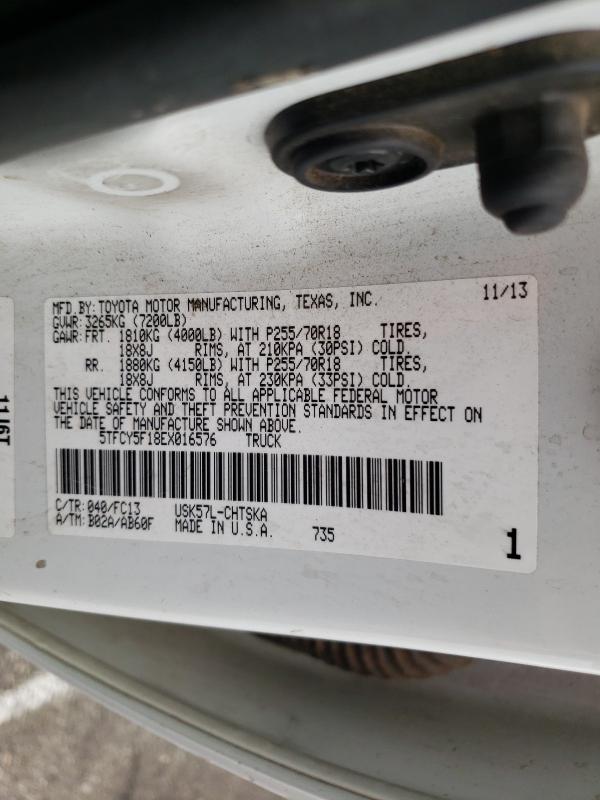 MFD.BY:TOYOTA MOTOR MANUFACTURING, TEXAS, INC. 11/13
GVWR:3265KG (7200LB)
GAWR:FRT. 1810KG (4000LB) WITH P255/70R18 TIRES,
18X8J RIMS, AT 210KPA (30PSI) COLD.
RR. 1880KG (4150LB) WITH P255/70R18 TIRES,
18X8J RIMS, AT 230KPA (33PSI) COLD.
THIS VEHICLE CONFORMS TO ALL APPLICABLE FEDERAL MOTOR
VEHICLE SAFETY AND THEFT PREVENTION STANDARDS IN EFFECT ON
THE DATE OF MANUFACTURE SHOWN ABOVE.
5TFCY5F18EX016576 TRUCK
C/TR: 040/FC13 USK57L-CHTSKA
A/TM: B02A/AB60F MADE IN U.S.A. 735
1